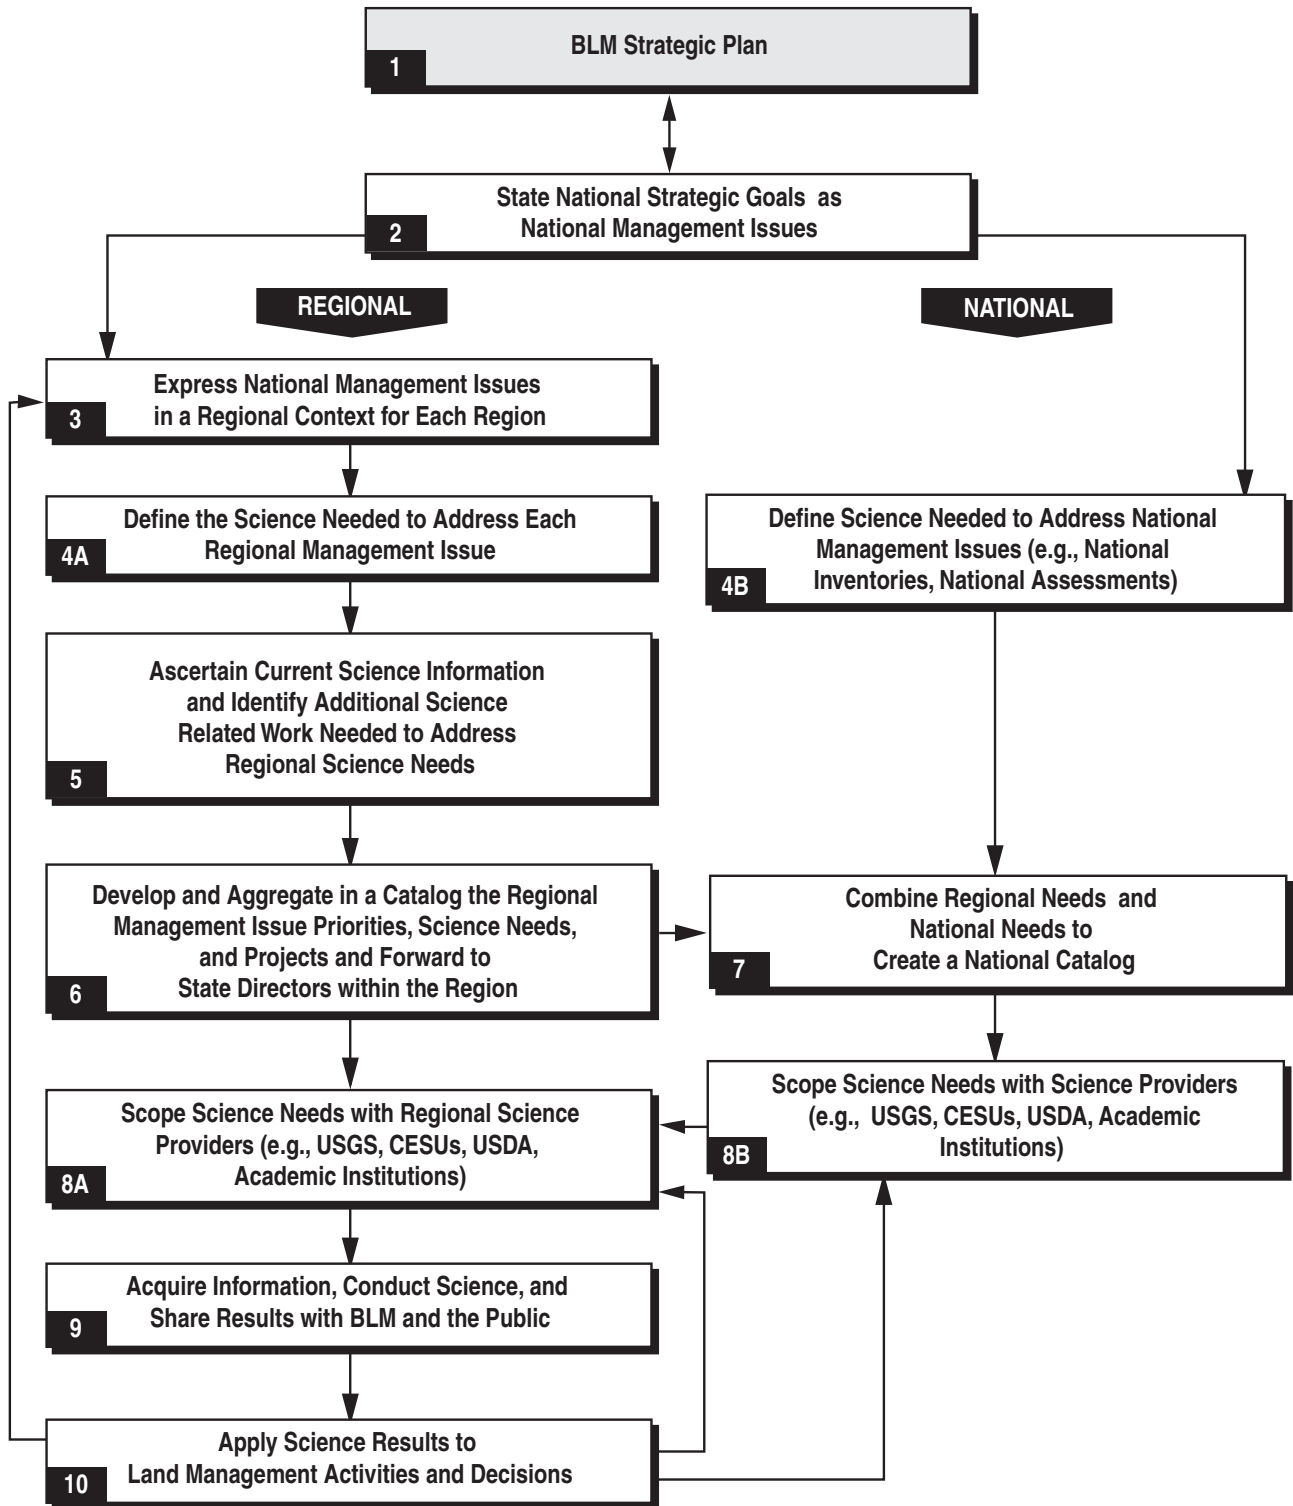 BLM Strategic Plan
1
State National Strategic Goals as
National Management Issues
2
REGIONAL
NATIONAL
Express National Management Issues
in a Regional Context for Each Region
3
Define the Science Needed to Address Each
Regional Management Issue
4A
Define Science Needed to Address National
Management Issues (e.g., National
Inventories, National Assessments)
4B
Ascertain Current Science Information
and Identify Additional Science
Related Work Needed to Address
Regional Science Needs
5
Develop and Aggregate in a Catalog the Regional
Management Issue Priorities, Science Needs,
and Projects and Forward to
State Directors within the Region
6
Combine Regional Needs and
National Needs to
Create a National Catalog
7
Scope Science Needs with Regional Science
Providers (e.g., USGS, CESUs, USDA,
Academic Institutions)
8A
Scope Science Needs with Science Providers
(e.g., USGS, CESUs, USDA, Academic
Institutions)
8B
Acquire Information, Conduct Science, and
Share Results with BLM and the Public
9
Apply Science Results to
Land Management Activities and Decisions
10